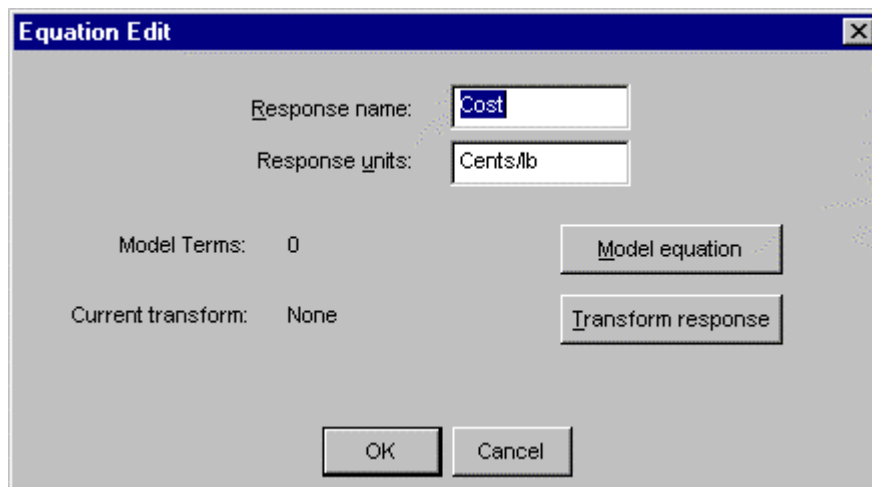 Equation Edit
Response name: Cost
Response units: Cents/lb
Model Terms: 0 Model equation
Current transform: None Transform response
OK Cancel